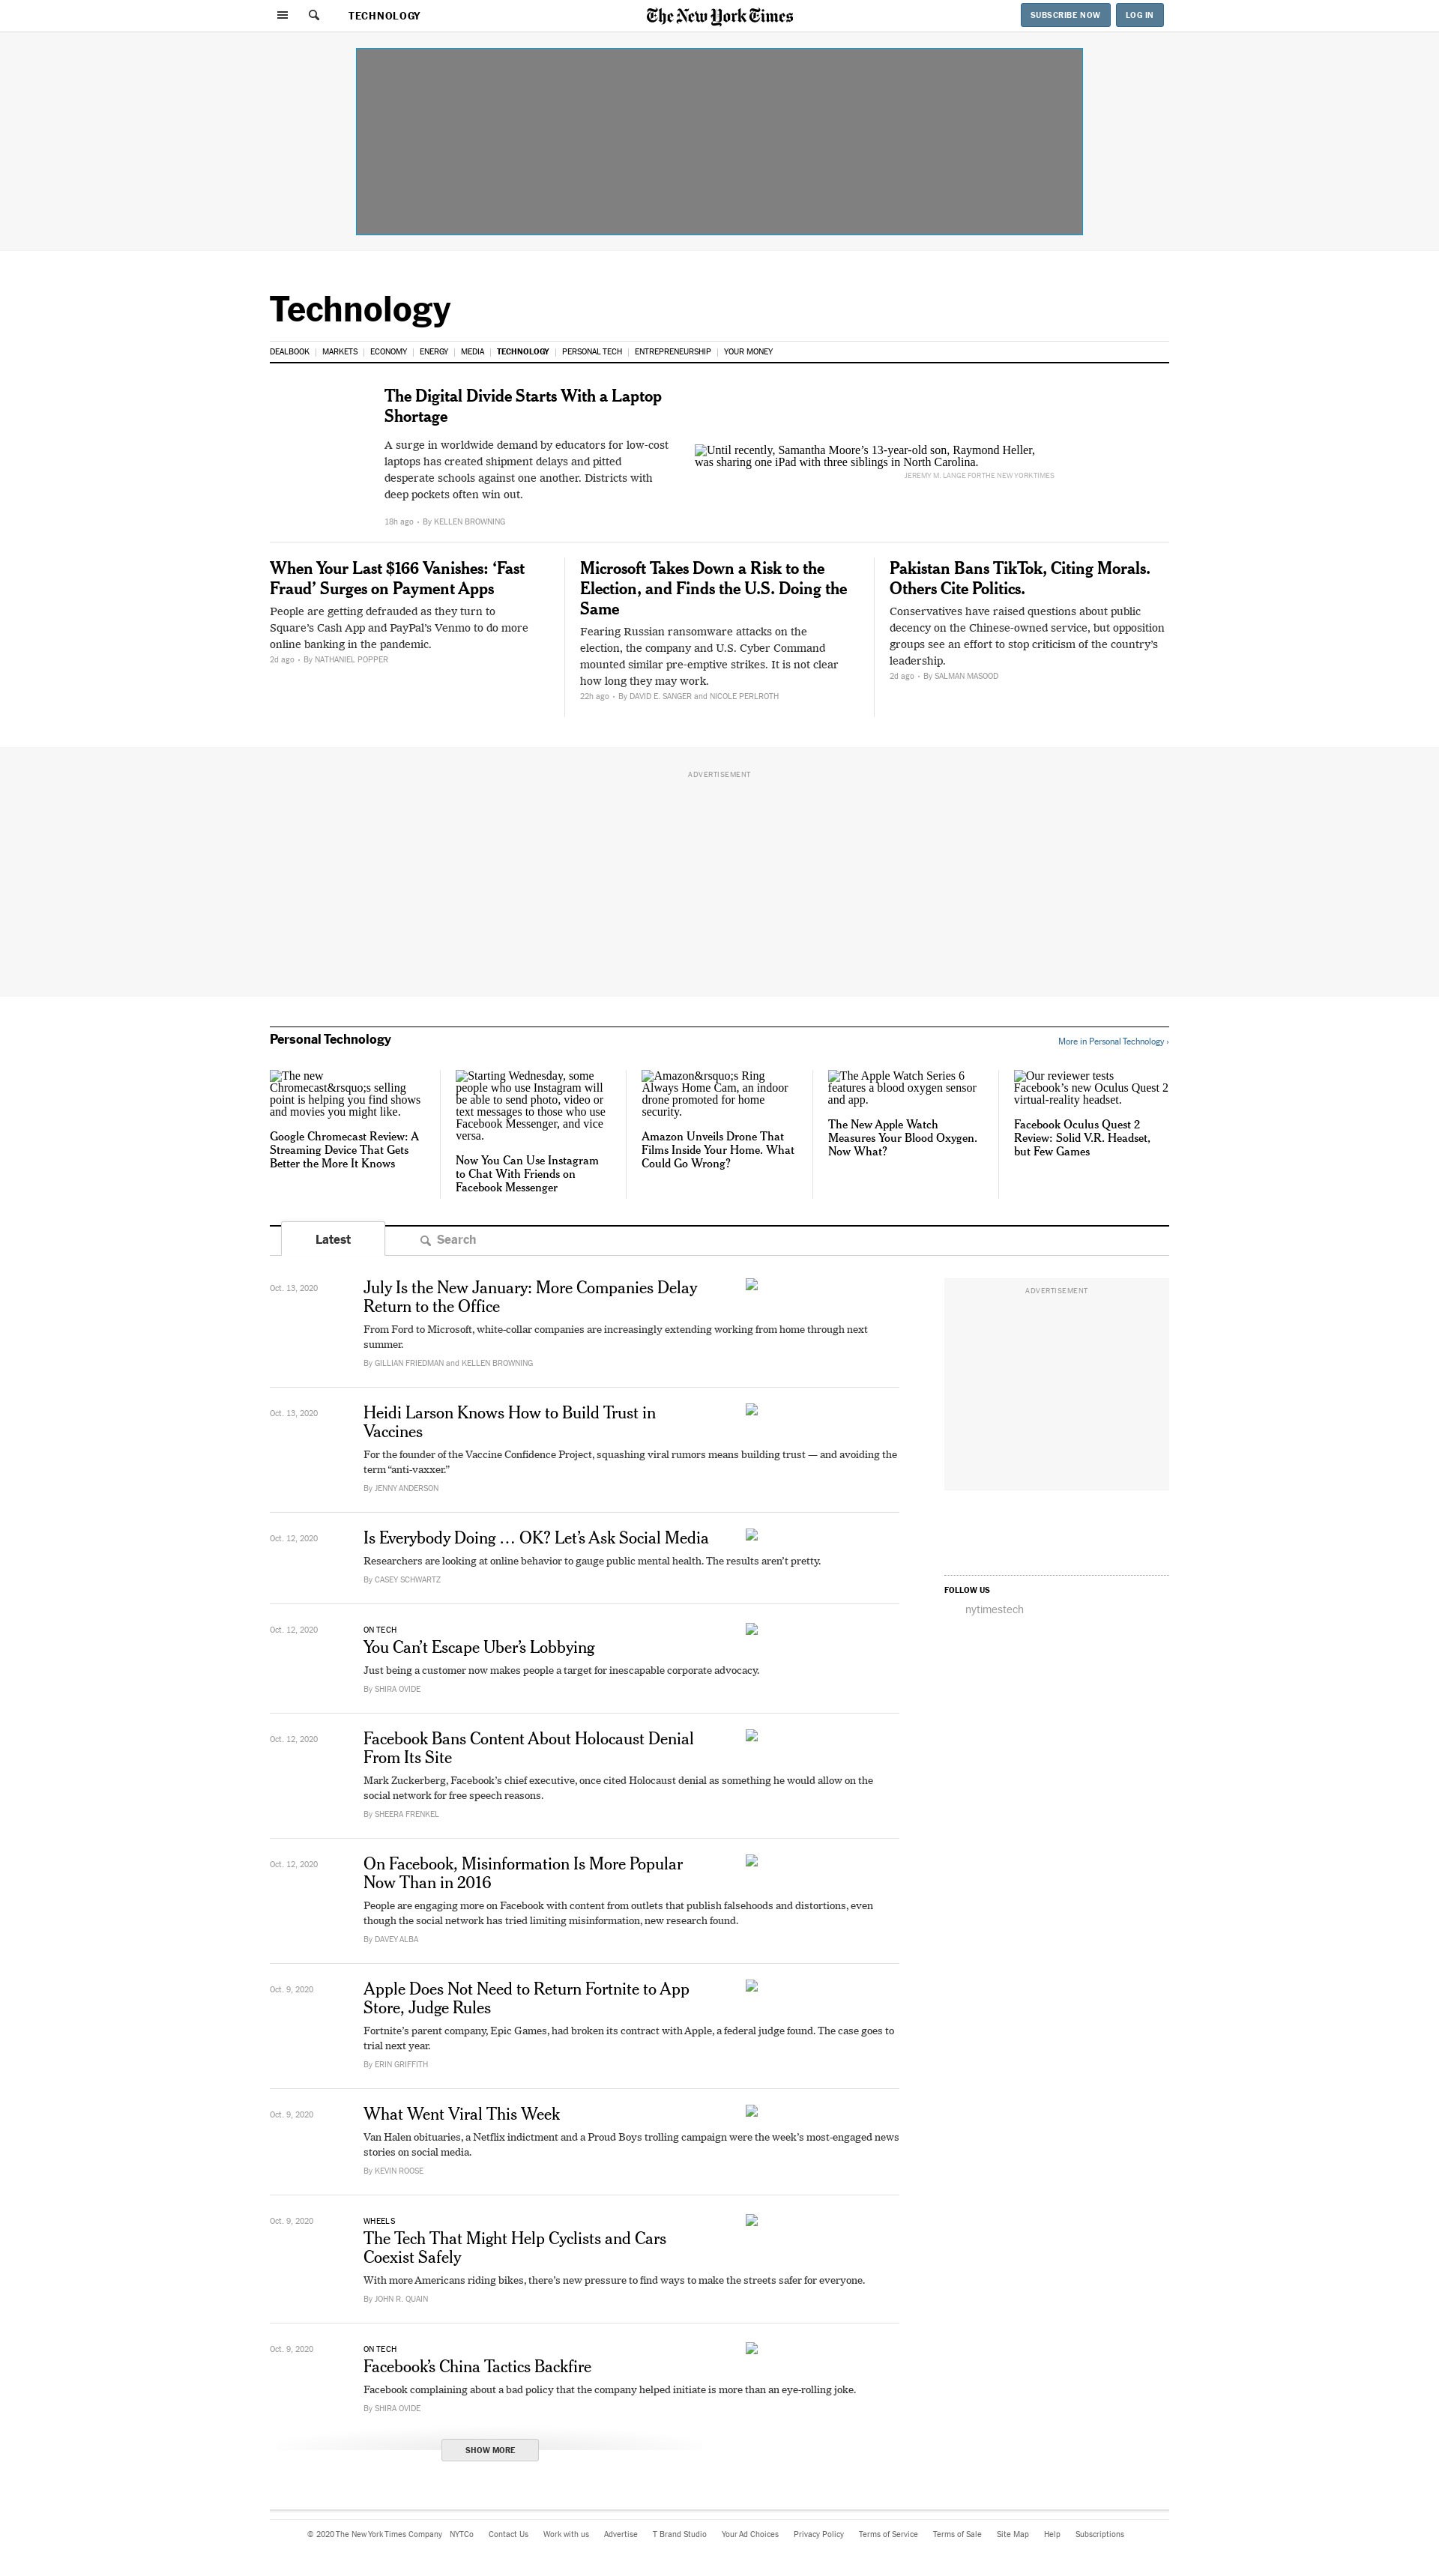 TECHNOLOGY
The New York Times
SUBSCRIBE NOW
LOG IN
Technology
DEALBOOK
MARKETS
ECONOMY
ENERGY
MEDIA
TECHNOLOGY
PERSONAL TECH
ENTREPRENEURSHIP
YOUR MONEY
The Digital Divide Starts With a Laptop
Shortage
A surge in worldwide demand by educators for low-cost
laptops has created shipment delays and pitted
desperate schools against one another. Districts with
deep pockets often win out.
18h ago • By KELLEN BROWNING
Until recently, Samantha Moore’s 13-year-old son, Raymond Heller,
was sharing one iPad with three siblings in North Carolina.
JEREMY M. LANGE FOR THE NEW YORK TIMES
When Your Last $166 Vanishes: ‘Fast
Fraud’ Surges on Payment Apps
People are getting defrauded as they turn to
Square’s Cash App and PayPal’s Venmo to do more
online banking in the pandemic.
2d ago • By NATHANIEL POPPER
Microsoft Takes Down a Risk to the
Election, and Finds the U.S. Doing the
Same
Fearing Russian ransomware attacks on the
election, the company and U.S. Cyber Command
mounted similar pre-emptive strikes. It is not clear
how long they may work.
22h ago • By DAVID E. SANGER and NICOLE PERLROTH
Pakistan Bans TikTok, Citing Morals.
Others Cite Politics.
Conservatives have raised questions about public
decency on the Chinese-owned service, but opposition
groups see an effort to stop criticism of the country’s
leadership.
2d ago • By SALMAN MASOOD
ADVERTISEMENT
Personal Technology
More in Personal Technology ›
The new
Chromecast&rsquo;s selling
point is helping you find shows
and movies you might like.
Google Chromecast Review: A
Streaming Device That Gets
Better the More It Knows
Starting Wednesday, some
people who use Instagram will
be able to send photo, video or
text messages to those who use
Facebook Messenger, and vice
versa.
Now You Can Use Instagram
to Chat With Friends on
Facebook Messenger
Amazon&rsquo;s Ring
Always Home Cam, an indoor
drone promoted for home
security.
Amazon Unveils Drone That
Films Inside Your Home. What
Could Go Wrong?
The Apple Watch Series 6
features a blood oxygen sensor
and app.
The New Apple Watch
Measures Your Blood Oxygen.
Now What?
Our reviewer tests
Facebook’s new Oculus Quest 2
virtual-reality headset.
Facebook Oculus Quest 2
Review: Solid V.R. Headset,
but Few Games
Latest
Search
Oct. 13, 2020
July Is the New January: More Companies Delay
Return to the Office
From Ford to Microsoft, white-collar companies are increasingly extending working from home through next
summer.
By GILLIAN FRIEDMAN and KELLEN BROWNING
Oct. 13, 2020
Heidi Larson Knows How to Build Trust in
Vaccines
For the founder of the Vaccine Confidence Project, squashing viral rumors means building trust — and avoiding the
term “anti-vaxxer.”
By JENNY ANDERSON
Oct. 12, 2020
Is Everybody Doing … OK? Let’s Ask Social Media
Researchers are looking at online behavior to gauge public mental health. The results aren’t pretty.
By CASEY SCHWARTZ
Oct. 12, 2020
ON TECH
You Can’t Escape Uber’s Lobbying
Just being a customer now makes people a target for inescapable corporate advocacy.
By SHIRA OVIDE
Oct. 12, 2020
Facebook Bans Content About Holocaust Denial
From Its Site
Mark Zuckerberg, Facebook’s chief executive, once cited Holocaust denial as something he would allow on the
social network for free speech reasons.
By SHEERA FRENKEL
Oct. 12, 2020
On Facebook, Misinformation Is More Popular
Now Than in 2016
People are engaging more on Facebook with content from outlets that publish falsehoods and distortions, even
though the social network has tried limiting misinformation, new research found.
By DAVEY ALBA
Oct. 9, 2020
Apple Does Not Need to Return Fortnite to App
Store, Judge Rules
Fortnite’s parent company, Epic Games, had broken its contract with Apple, a federal judge found. The case goes to
trial next year.
By ERIN GRIFFITH
Oct. 9, 2020
What Went Viral This Week
Van Halen obituaries, a Netflix indictment and a Proud Boys trolling campaign were the week’s most-engaged news
stories on social media.
By KEVIN ROOSE
Oct. 9, 2020
WHEELS
The Tech That Might Help Cyclists and Cars
Coexist Safely
With more Americans riding bikes, there’s new pressure to find ways to make the streets safer for everyone.
By JOHN R. QUAIN
Oct. 9, 2020
ON TECH
Facebook’s China Tactics Backfire
Facebook complaining about a bad policy that the company helped initiate is more than an eye-rolling joke.
By SHIRA OVIDE
SHOW MORE
ADVERTISEMENT
FOLLOW US
nytimestech
© 2020 The New York Times Company
NYTCo
Contact Us
Work with us
Advertise
T Brand Studio
Your Ad Choices
Privacy Policy
Terms of Service
Terms of Sale
Site Map
Help
Subscriptions